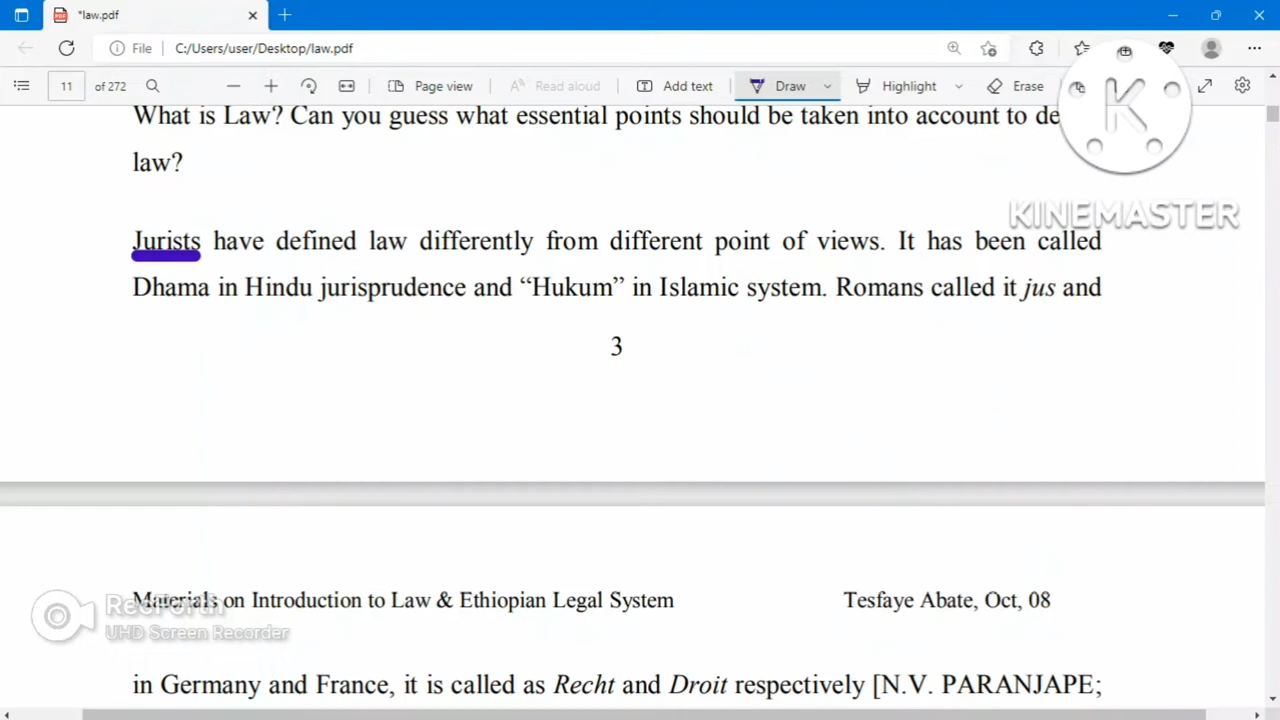 *law.pdf
File C:/Users/user/Desktop/law.pdf
11 of 272 Page view Read aloud Add text Draw Highlight Erase
What is Law? Can you guess what essential points should be taken into account to de
law?
KINEMASTER
Jurists have defined law differently from different point of views. It has been called
Dhama in Hindu jurisprudence and “Hukum” in Islamic system. Romans called it jus and
3
Materials on Introduction to Law & Ethiopian Legal System Tesfaye Abate, Oct, 08
RecForth
UHD Screen Recorder
in Germany and France, it is called as Recht and Droit respectively [N.V. PARANJAPE;